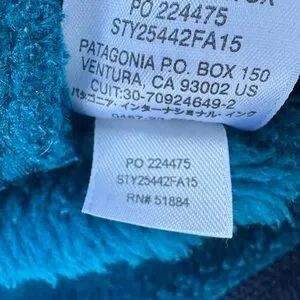 PO 224475
STY25442FA15
PATAGONIA P.O. BOX 150
VENTURA, CA 93002 US
CUIT:30-70924649-2
パタゴニア・インターナショナル・インク
PO 224475
STY25442FA15
RN# 51884